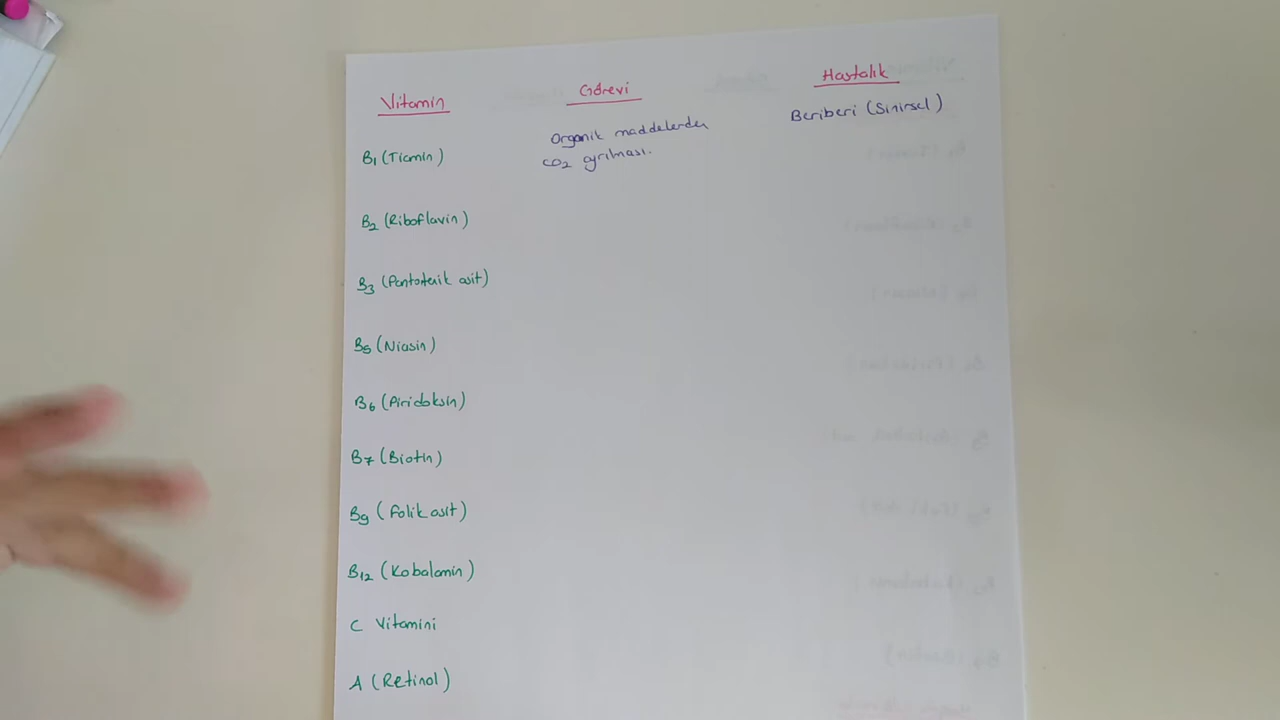 Vitamin Görevi Hastalık
B1 (Tiamin) Organik maddelerden Beriberi (Sinirsel)
CO2 ayrılması.
B2 (Riboflavin)
B3 (Pantotenik asit)
B5 (Niasin)
B6 (Piridoksin)
B7 (Biotin)
B9 (Folik asit)
B12 (Kobalamin)
C Vitamini
A (Retinol)